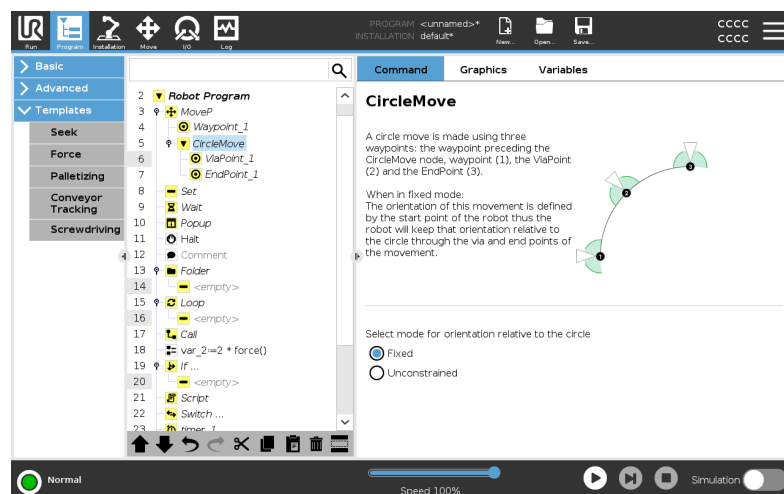 UR
Run
Program
Installation
Move
I/O
Log
PROGRAM <unnamed>*
INSTALLATION default*
New...
Open...
Save...
CCCC
CCCC
Basic
Advanced
Templates
Seek
Force
Palletizing
Conveyor
Tracking
Screwdriving
2 Robot Program
3 MoveP
4 Waypoint_1
5 CircleMove
6 ViaPoint_1
7 EndPoint_1
8 Set
9 Wait
10 Popup
11 Halt
12 Comment
13 Folder
14 <empty>
15 Loop
16 <empty>
17 Call
18 var_2≔2 * force()
19 If ...
20 <empty>
21 Script
22 Switch ...
23 timer_1
Command
Graphics
Variables
CircleMove
A circle move is made using three
waypoints: the waypoint preceding the
CircleMove node, waypoint (1), the ViaPoint
(2) and the EndPoint (3).
When in fixed mode:
The orientation of this movement is defined
by the start point of the robot thus the
robot will keep that orientation relative to
the circle through the via and end points of
the movement.
3
2
1
Select mode for orientation relative to the circle
Fixed
Unconstrained
Normal
Speed 100%
Simulation